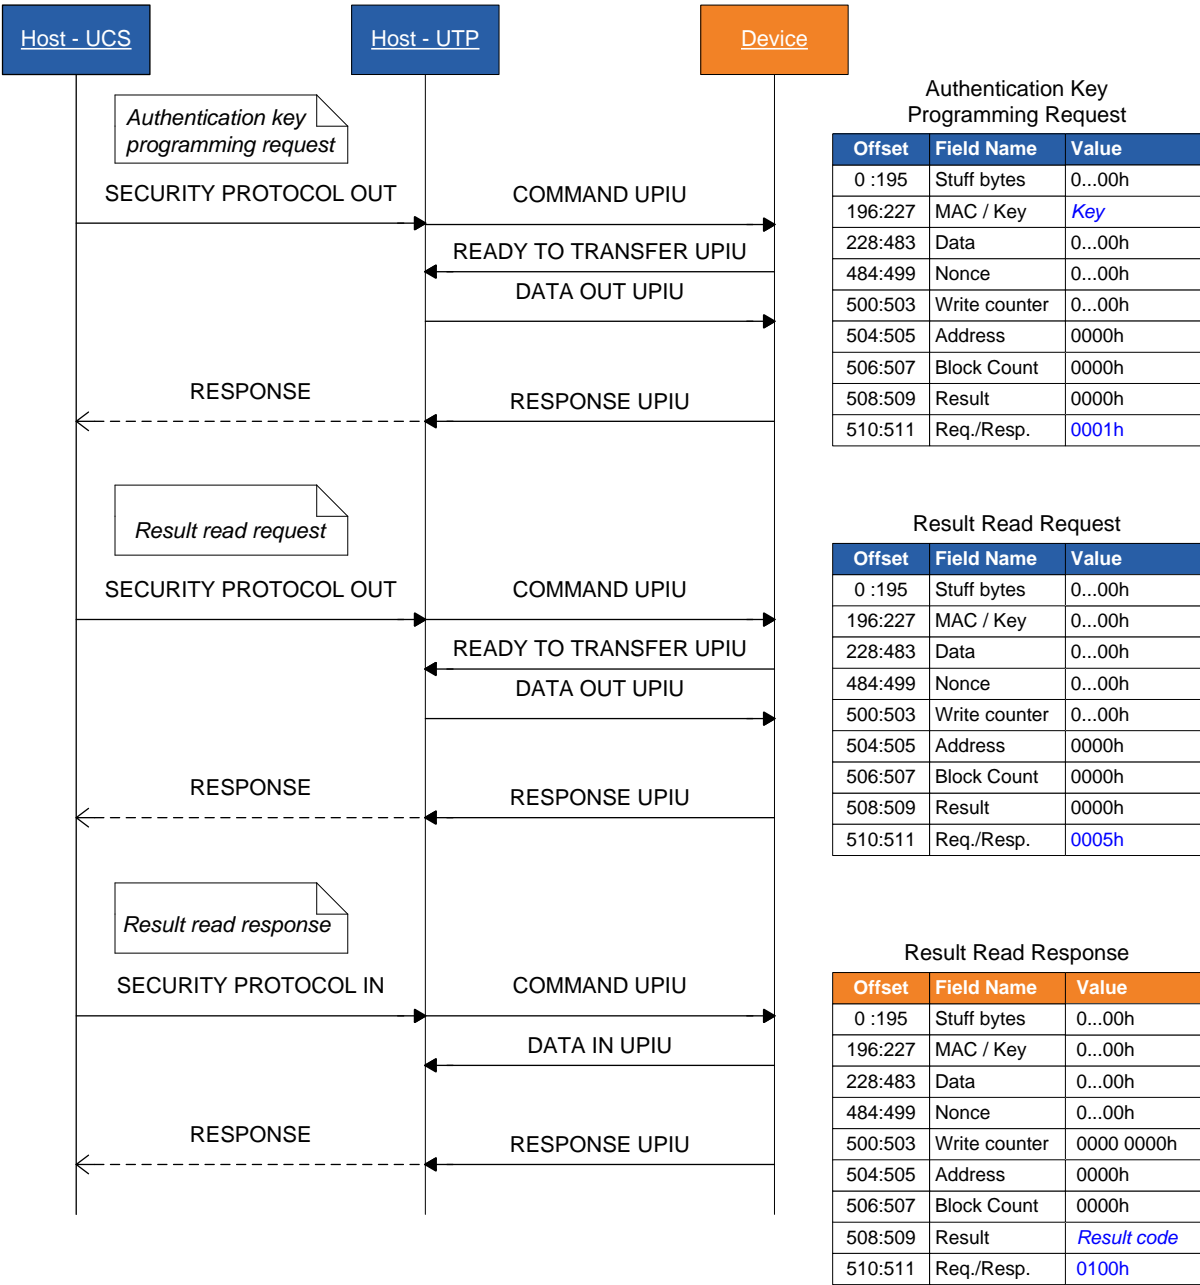 Host - UCS
Host - UTP
Device
Authentication key
programming request
SECURITY PROTOCOL OUT
COMMAND UPIU
READY TO TRANSFER UPIU
DATA OUT UPIU
RESPONSE
RESPONSE UPIU
Authentication Key
Programming Request
Offset Field Name Value
0 :195 Stuff bytes 0...00h
196:227 MAC / Key Key
228:483 Data 0...00h
484:499 Nonce 0...00h
500:503 Write counter 0...00h
504:505 Address 0000h
506:507 Block Count 0000h
508:509 Result 0000h
510:511 Req./Resp. 0001h
Result read request
SECURITY PROTOCOL OUT
COMMAND UPIU
READY TO TRANSFER UPIU
DATA OUT UPIU
RESPONSE
RESPONSE UPIU
Result Read Request
Offset Field Name Value
0 :195 Stuff bytes 0...00h
196:227 MAC / Key 0...00h
228:483 Data 0...00h
484:499 Nonce 0...00h
500:503 Write counter 0...00h
504:505 Address 0000h
506:507 Block Count 0000h
508:509 Result 0000h
510:511 Req./Resp. 0005h
Result read response
SECURITY PROTOCOL IN
COMMAND UPIU
DATA IN UPIU
RESPONSE
RESPONSE UPIU
Result Read Response
Offset Field Name Value
0 :195 Stuff bytes 0...00h
196:227 MAC / Key 0...00h
228:483 Data 0...00h
484:499 Nonce 0...00h
500:503 Write counter 0000 0000h
504:505 Address 0000h
506:507 Block Count 0000h
508:509 Result Result code
510:511 Req./Resp. 0100h